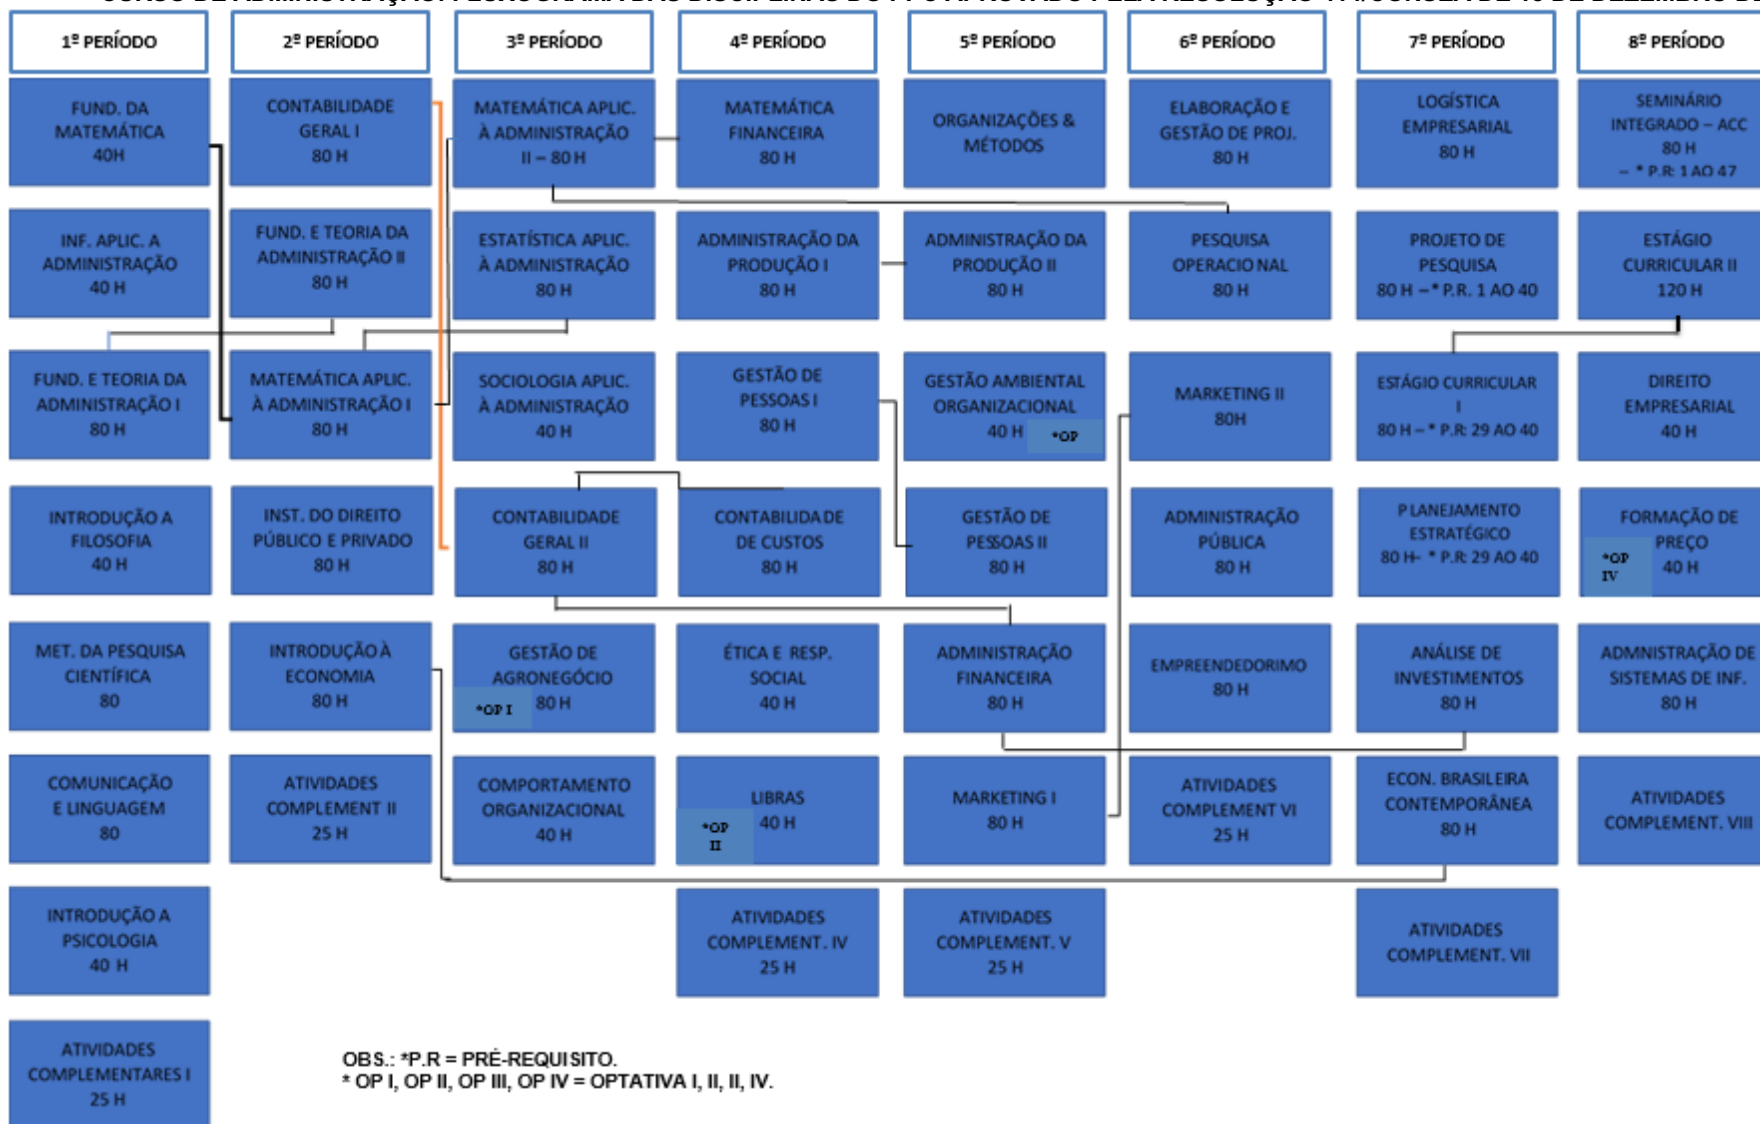 1º PERÍODO
2º PERÍODO
3º PERÍODO
4º PERÍODO
5º PERÍODO
6º PERÍODO
7º PERÍODO
8º PERÍODO
FUND. DA
MATEMÁTICA
40H
CONTABILIDADE
GERAL I
80 H
MATEMÁTICA APLIC.
À ADMINISTRAÇÃO
II – 80 H
MATEMÁTICA
FINANCEIRA
80 H
ORGANIZAÇÕES &
MÉTODOS
ELABORAÇÃO E
GESTÃO DE PROJ.
80 H
LOGÍSTICA
EMPRESARIAL
80 H
SEMINÁRIO
INTEGRADO – ACC
80 H
– * P.R: 1 AO 47
INF. APLIC. A
ADMINISTRAÇÃO
40 H
FUND. E TEORIA DA
ADMINISTRAÇÃO II
80 H
ESTATÍSTICA APLIC.
À ADMINISTRAÇÃO
80 H
ADMINISTRAÇÃO DA
PRODUÇÃO I
80 H
ADMINISTRAÇÃO DA
PRODUÇÃO II
80 H
PESQUISA
OPERACIO NAL
80 H
PROJETO DE
PESQUISA
80 H – * P.R. 1 AO 40
ESTÁGIO
CURRICULAR II
120 H
FUND. E TEORIA DA
ADMINISTRAÇÃO I
80 H
MATEMÁTICA APLIC.
À ADMINISTRAÇÃO I
80 H
SOCIOLOGIA APLIC.
À ADMINISTRAÇÃO
40 H
GESTÃO DE
PESSOAS I
80 H
GESTÃO AMBIENTAL
ORGANIZACIONAL
40 H *OP
MARKETING II
80H
ESTÁGIO CURRICULAR
I
80 H – * P.R: 29 AO 40
DIREITO
EMPRESARIAL
40 H
INTRODUÇÃO A
FILOSOFIA
40 H
INST. DO DIREITO
PÚBLICO E PRIVADO
80 H
CONTABILIDADE
GERAL II
80 H
CONTABILIDA DE
DE CUSTOS
80 H
GESTÃO DE
PESSOAS II
80 H
ADMINISTRAÇÃO
PÚBLICA
80 H
P LANEJAMENTO
ESTRATÉGICO
80 H– * P.R: 29 AO 40
FORMAÇÃO DE
PREÇO
40 H
*OP
IV
MET. DA PESQUISA
CIENTÍFICA
80
INTRODUÇÃO À
ECONOMIA
80 H
GESTÃO DE
AGRONEGÓCIO
*OP I 80 H
ÉTICA E RESP.
SOCIAL
40 H
ADMINISTRAÇÃO
FINANCEIRA
80 H
EMPREENDEDORIMO
80 H
ANÁLISE DE
INVESTIMENTOS
80 H
ADMNISTRAÇÃO DE
SISTEMAS DE INF.
80 H
COMUNICAÇÃO
E LINGUAGEM
80
ATIVIDADES
COMPLEMENT II
25 H
COMPORTAMENTO
ORGANIZACIONAL
40 H
LIBRAS
40 H
*OP
II
MARKETING I
80 H
ATIVIDADES
COMPLEMENT VI
25 H
ECON. BRASILEIRA
CONTEMPORÂNEA
80 H
ATIVIDADES
COMPLEMENT. VIII
INTRODUÇÃO A
PSICOLOGIA
40 H
ATIVIDADES
COMPLEMENT. IV
25 H
ATIVIDADES
COMPLEMENT. V
25 H
ATIVIDADES
COMPLEMENT. VII
ATIVIDADES
COMPLEMENTARES I
25 H
OBS.: *P.R = PRÉ-REQUISITO.
* OP I, OP II, OP III, OP IV = OPTATIVA I, II, II, IV.